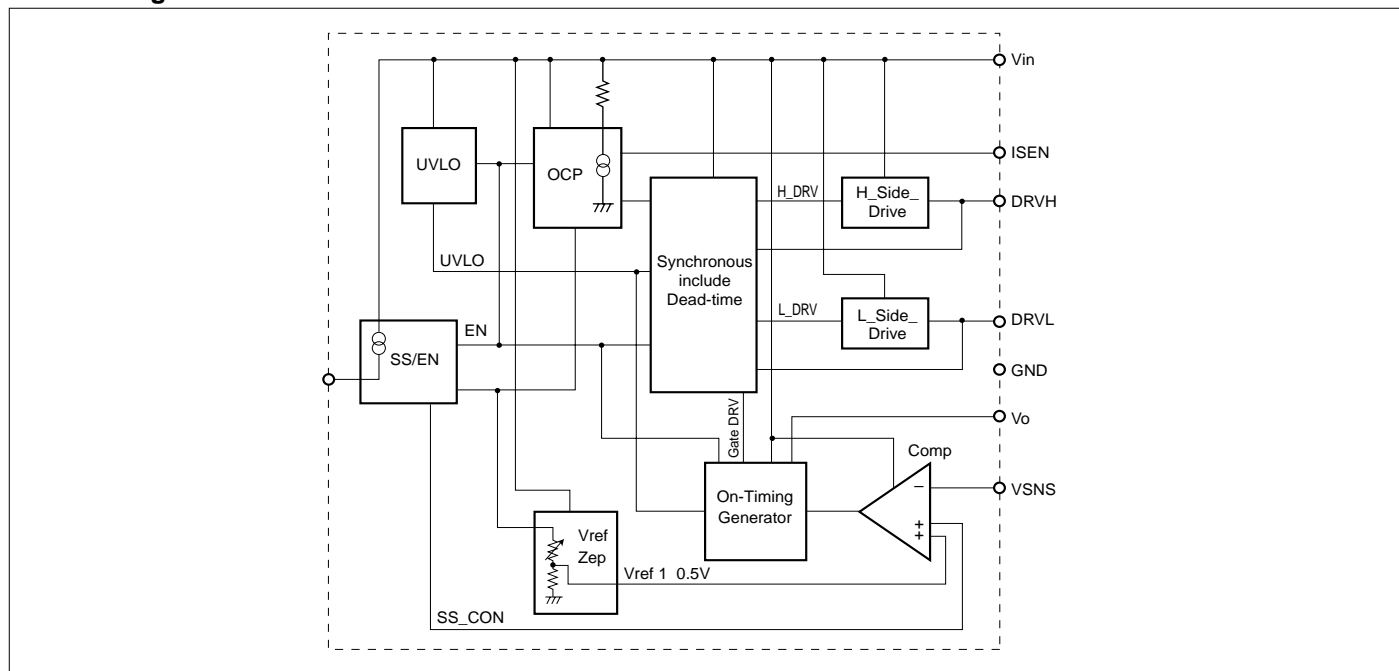 Vin
ISEN
UVLO
OCP
H_DRV
H_Side_
Drive
DRVH
UVLO
Synchronous
include
Dead-time
L_DRV
L_Side_
Drive
DRVL
EN
SS/EN
GND
Gate DRV
Vo
Comp
VSNS
−
+
+
On-Timing
Generator
Vref
Zep
Vref 1 0.5V
SS_CON